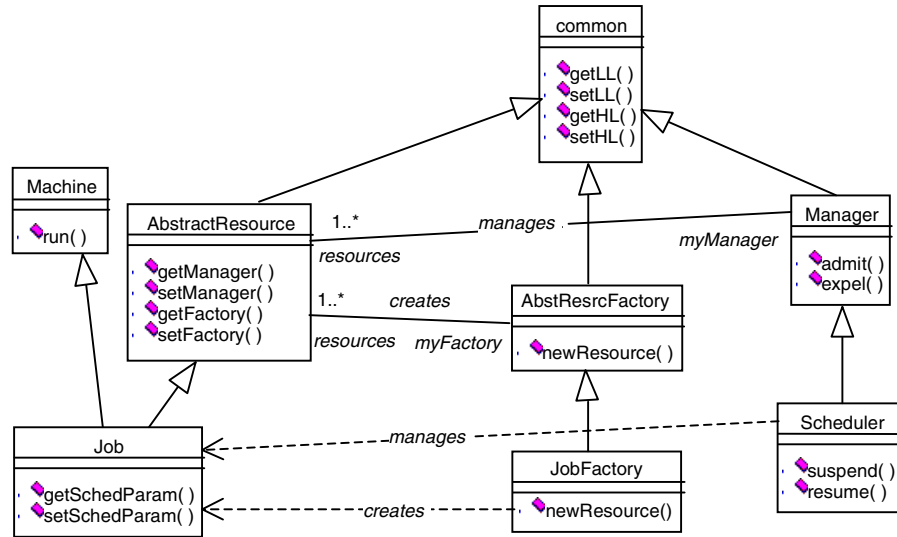 common
getLL( )
setLL( )
getHL( )
setHL( )
Machine
run( )
AbstractResource
getManager( )
setManager( )
getFactory( )
setFactory( )
1..*
manages
resources
myManager
Manager
admit( )
expel( )
1..*
creates
resources
myFactory
AbstResrcFactory
newResource( )
Job
getSchedParam( )
setSchedParam( )
manages
creates
JobFactory
newResource()
Scheduler
suspend( )
resume( )